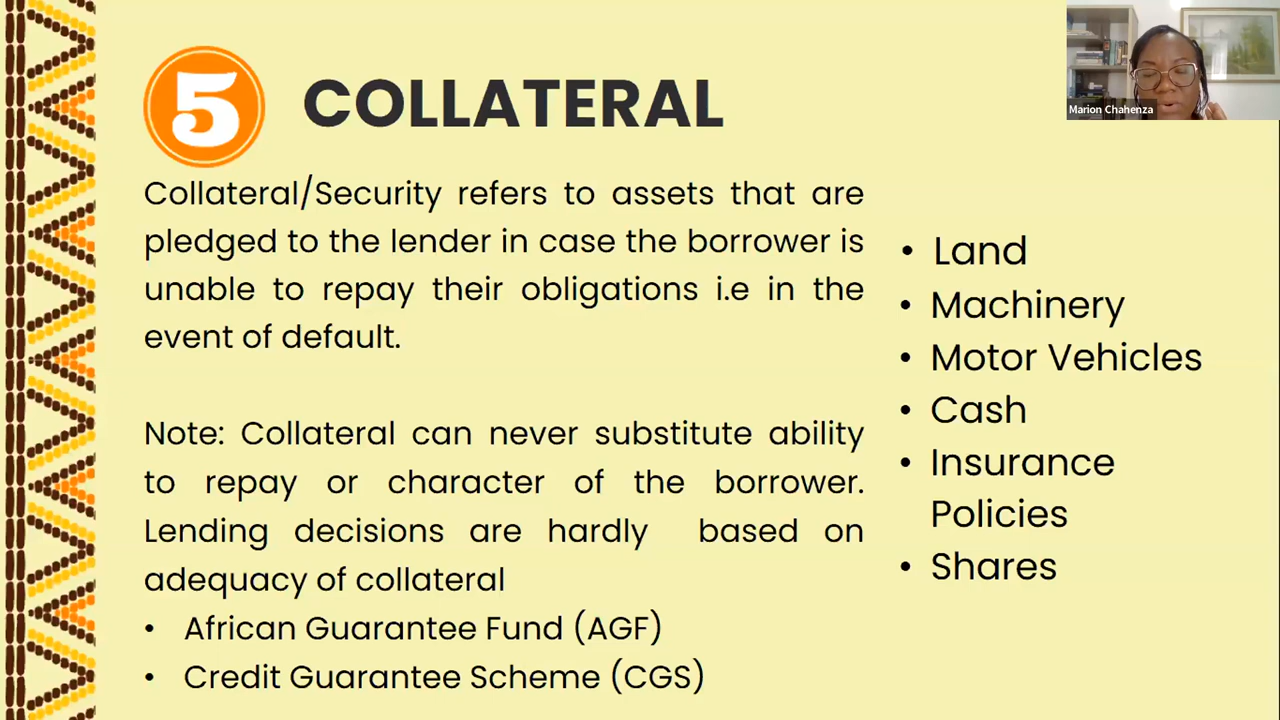 5
COLLATERAL
Marion Chahenza
Collateral/Security refers to assets that are
pledged to the lender in case the borrower is
unable to repay their obligations i.e in the
event of default.
Note: Collateral can never substitute ability
to repay or character of the borrower.
Lending decisions are hardly based on
adequacy of collateral
• African Guarantee Fund (AGF)
• Credit Guarantee Scheme (CGS)
• Land
• Machinery
• Motor Vehicles
• Cash
• Insurance
Policies
• Shares